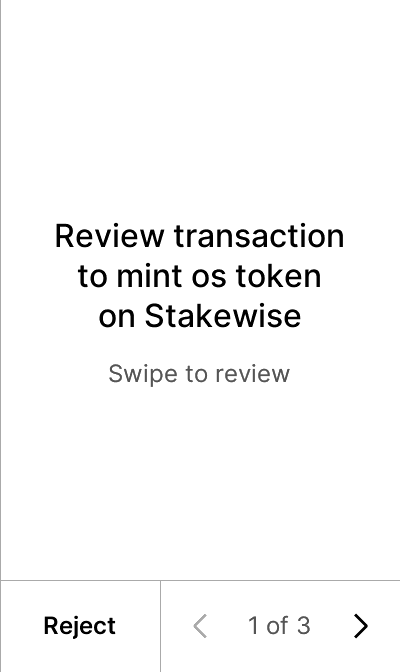 Review transaction
to mint os token
on Stakewise
Swipe to review
Reject
1 of 3